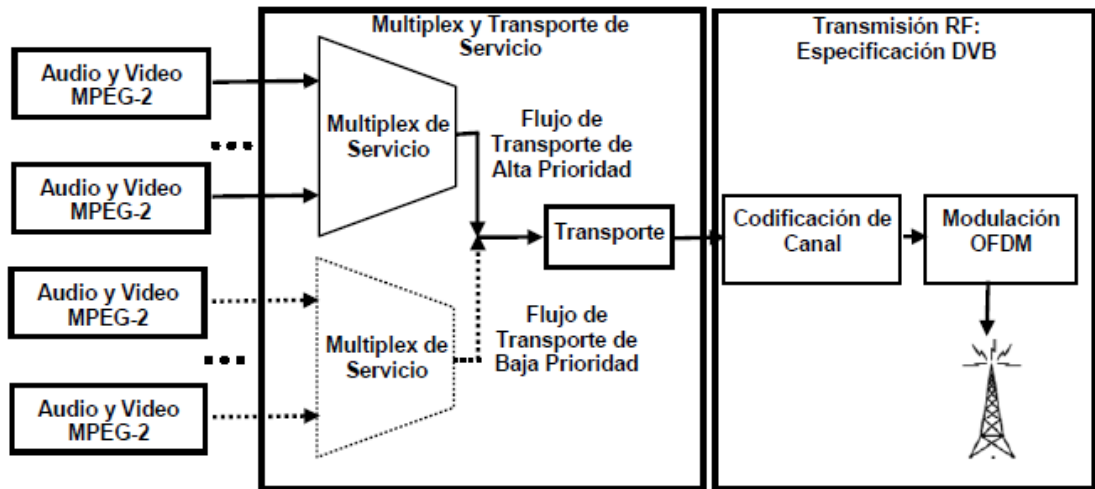 Audio y Video
MPEG-2
Audio y Video
MPEG-2
Audio y Video
MPEG-2
Audio y Video
MPEG-2
Multiplex y Transporte de
Servicio
Multiplex de
Servicio
Flujo de
Transporte de
Alta Prioridad
Transporte
Multiplex de
Servicio
Flujo de
Transporte de
Baja Prioridad
Transmisión RF:
Especificación DVB
Codificación de
Canal
Modulación
OFDM